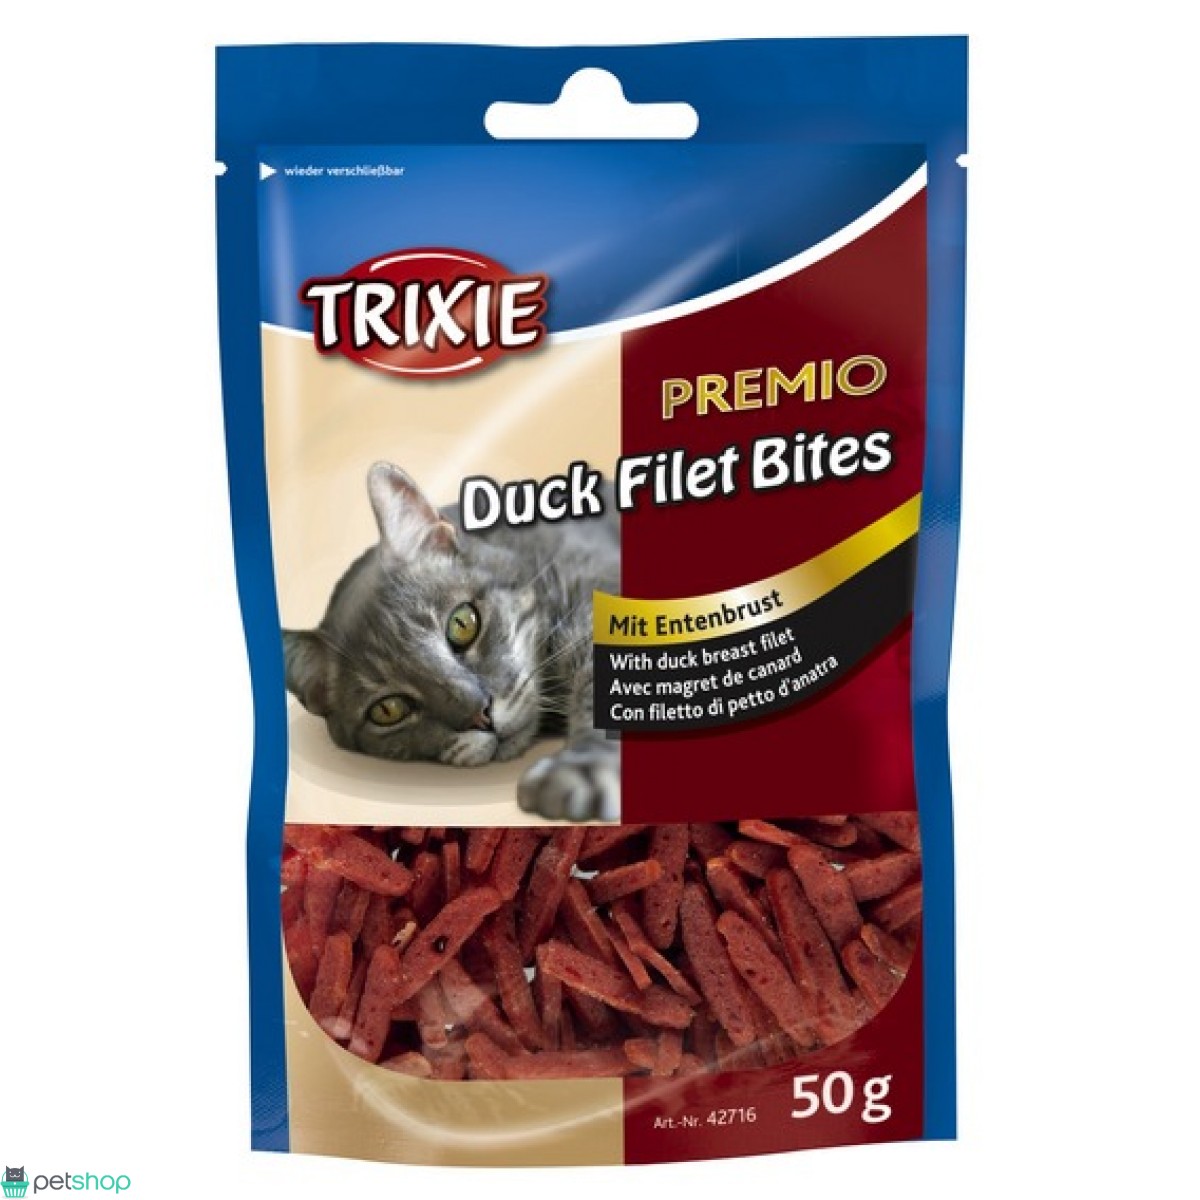 wieder verschließbar
TRIXIE
PREMIO
Duck Filet Bites
Mit Entenbrust
With duck breast filet
Avec magret de canard
Con filetto di petto d'anatra
50 g
Art.-Nr. 42716
petshop